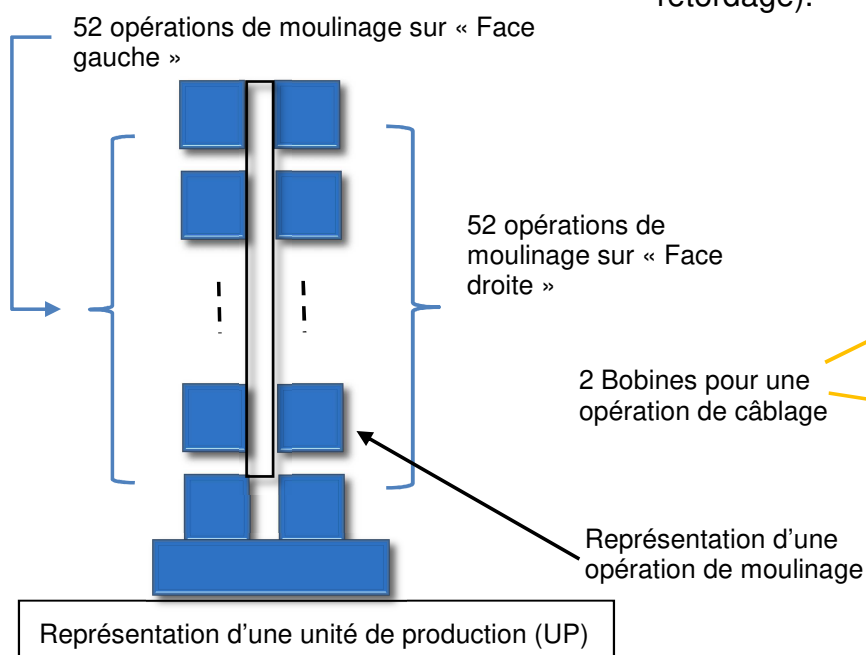 retordage).
52 opérations de moulinage sur « Face
gauche »
52 opérations de
moulinage sur « Face
droite »
2 Bobines pour une
opération de câblage
Représentation d’une
opération de moulinage
Représentation d’une unité de production (UP)